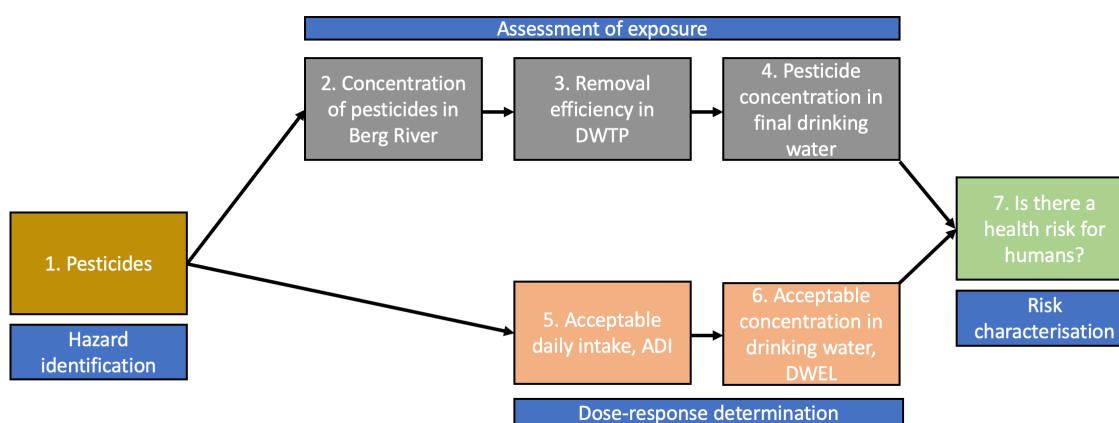 Assessment of exposure
2. Concentration
of pesticides in
Berg River
3. Removal
efficiency in
DWTP
4. Pesticide
concentration in
final drinking
water
1. Pesticides
Hazard
identification
5. Acceptable
daily intake, ADI
6. Acceptable
concentration in
drinking water,
DWEL
Dose-response determination
7. Is there a
health risk for
humans?
Risk
characterisation